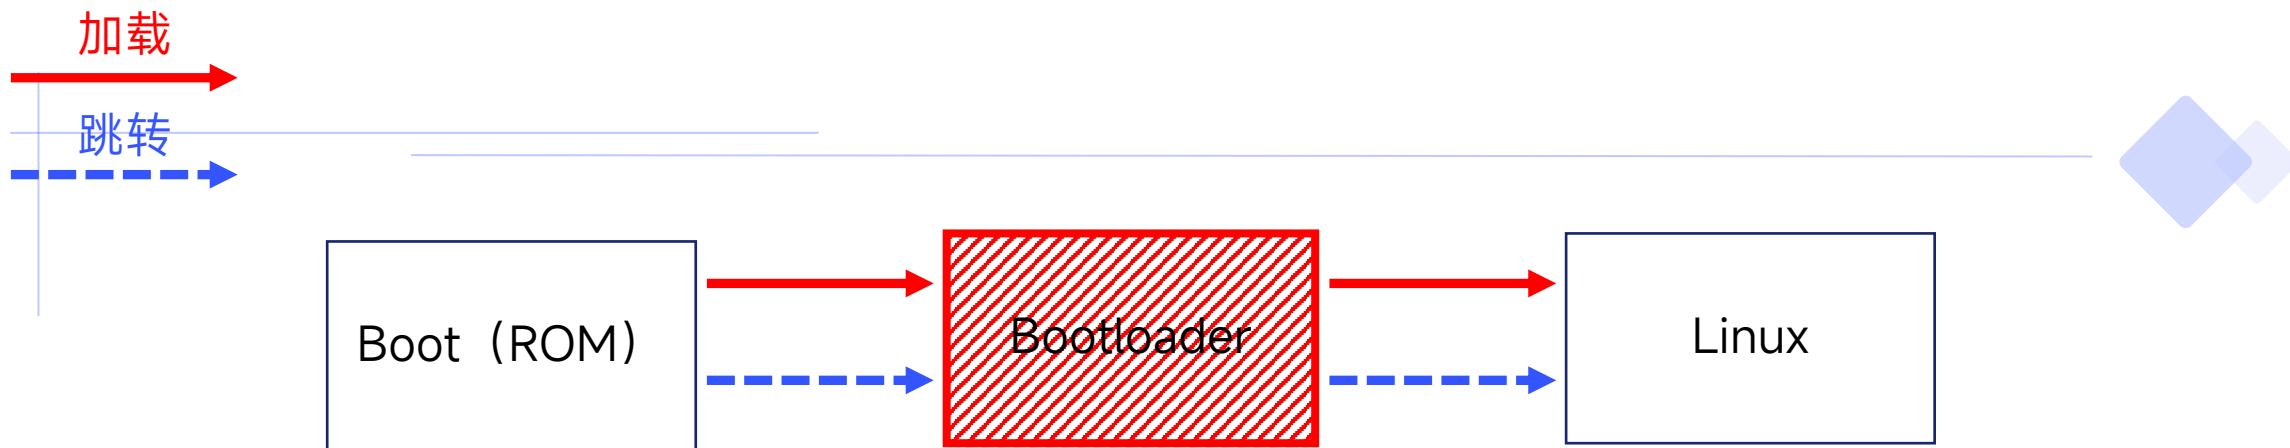 加载
跳转
Boot（ROM）
Bootloader
Linux